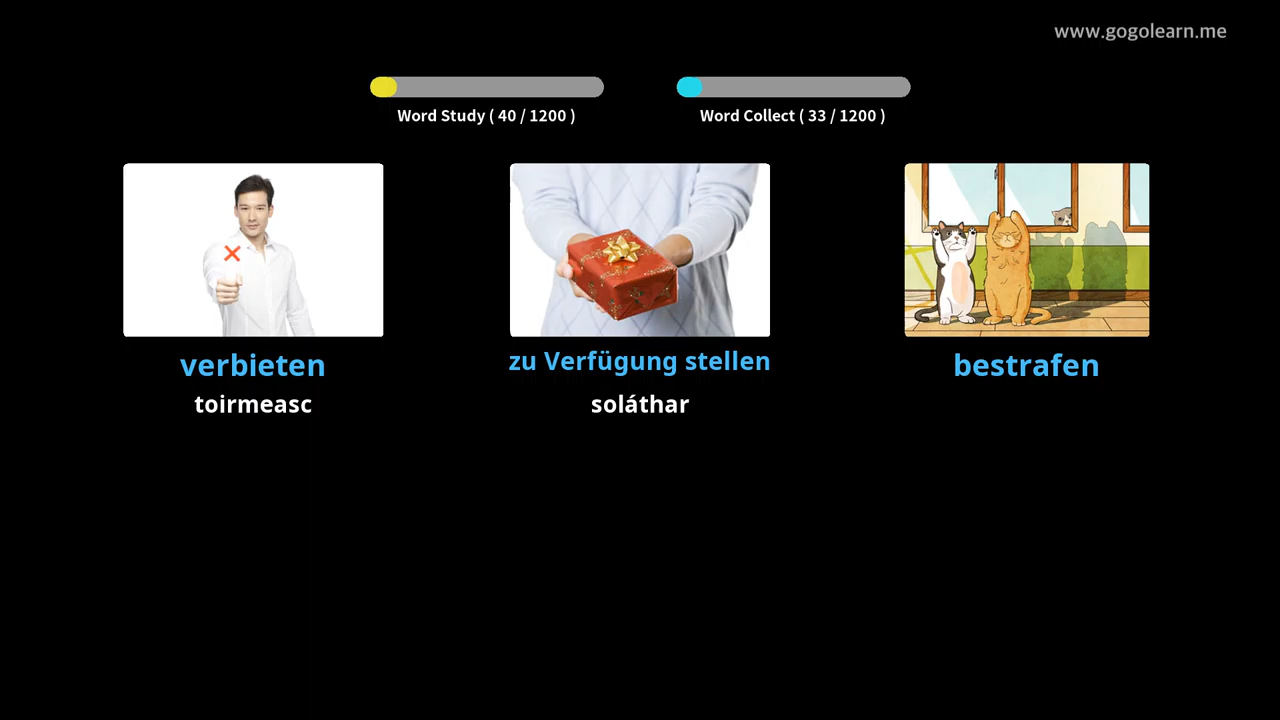 www.gogolearn.me
Word Study ( 40 / 1200 )
Word Collect ( 33 / 1200 )
verbieten
zu Verfügung stellen
bestrafen
toirmeasc
soláthar